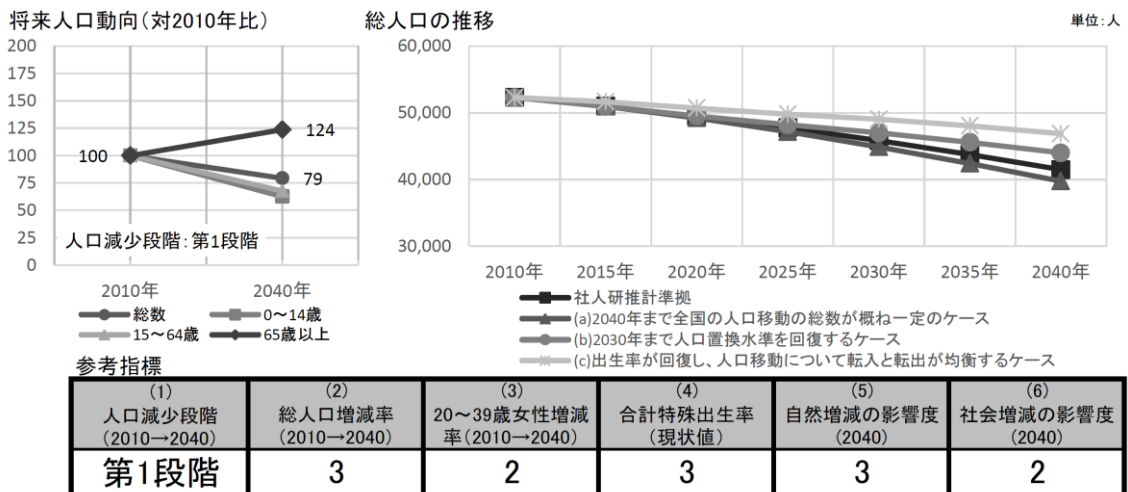 将来人口動向(対2010年比)
200
175
150
125
100
75
50
25
0
100
124
79
人口減少段階:第1段階
2010年
2040年
総数
0～14歳
15～64歳
65歳以上
総人口の推移
単位:人
60,000
50,000
40,000
30,000
2010年
2015年
2020年
2025年
2030年
2035年
2040年
社人研推計準拠
(a)2040年まで全国の人口移動の総数が概ね一定のケース
(b)2030年まで人口置換水準を回復するケース
(c)出生率が回復し、人口移動について転入と転出が均衡するケース
参考指標
(1)
人口減少段階
(2010→2040)
(2)
総人口増減率
(2010→2040)
(3)
20～39歳女性増減
率(2010→2040)
(4)
合計特殊出生率
(現状値)
(5)
自然増減の影響度
(2040)
(6)
社会増減の影響度
(2040)
第1段階
3
2
3
3
2